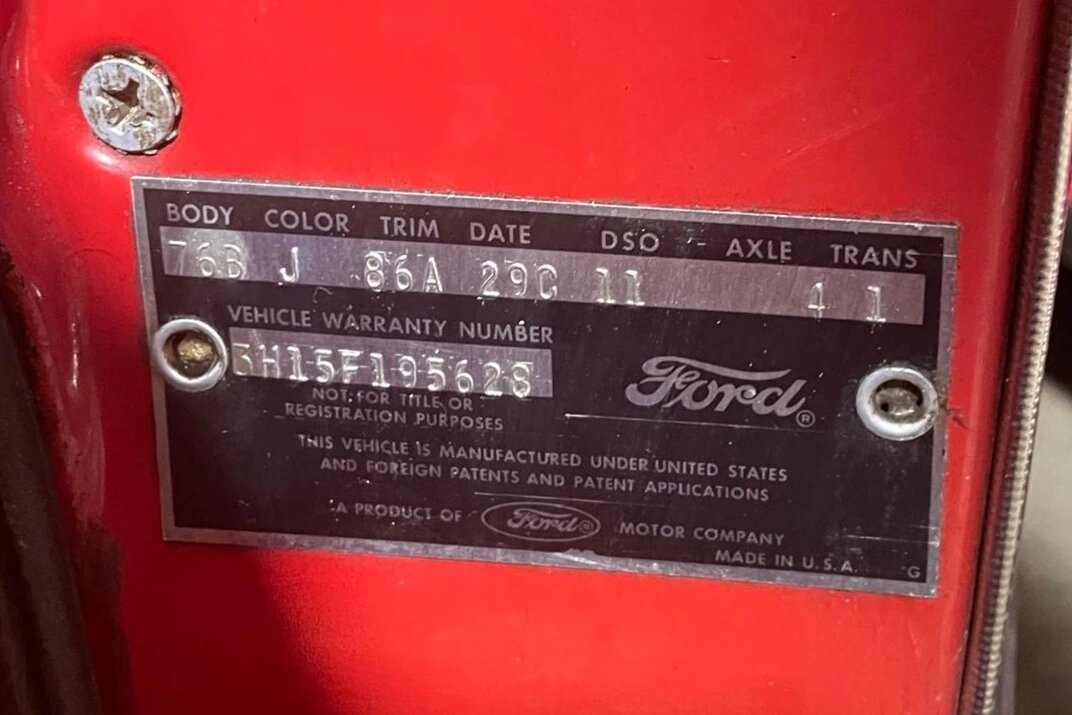 BODY COLOR TRIM DATE DSO AXLE TRANS
76B J 86A 29C 11 4 1
VEHICLE WARRANTY NUMBER
3H15F195628
Ford®
NOT FOR TITLE OR
REGISTRATION PURPOSES
THIS VEHICLE IS MANUFACTURED UNDER UNITED STATES
AND FOREIGN PATENTS AND PATENT APPLICATIONS
A PRODUCT OF Ford® MOTOR COMPANY
MADE IN U.S.A. G